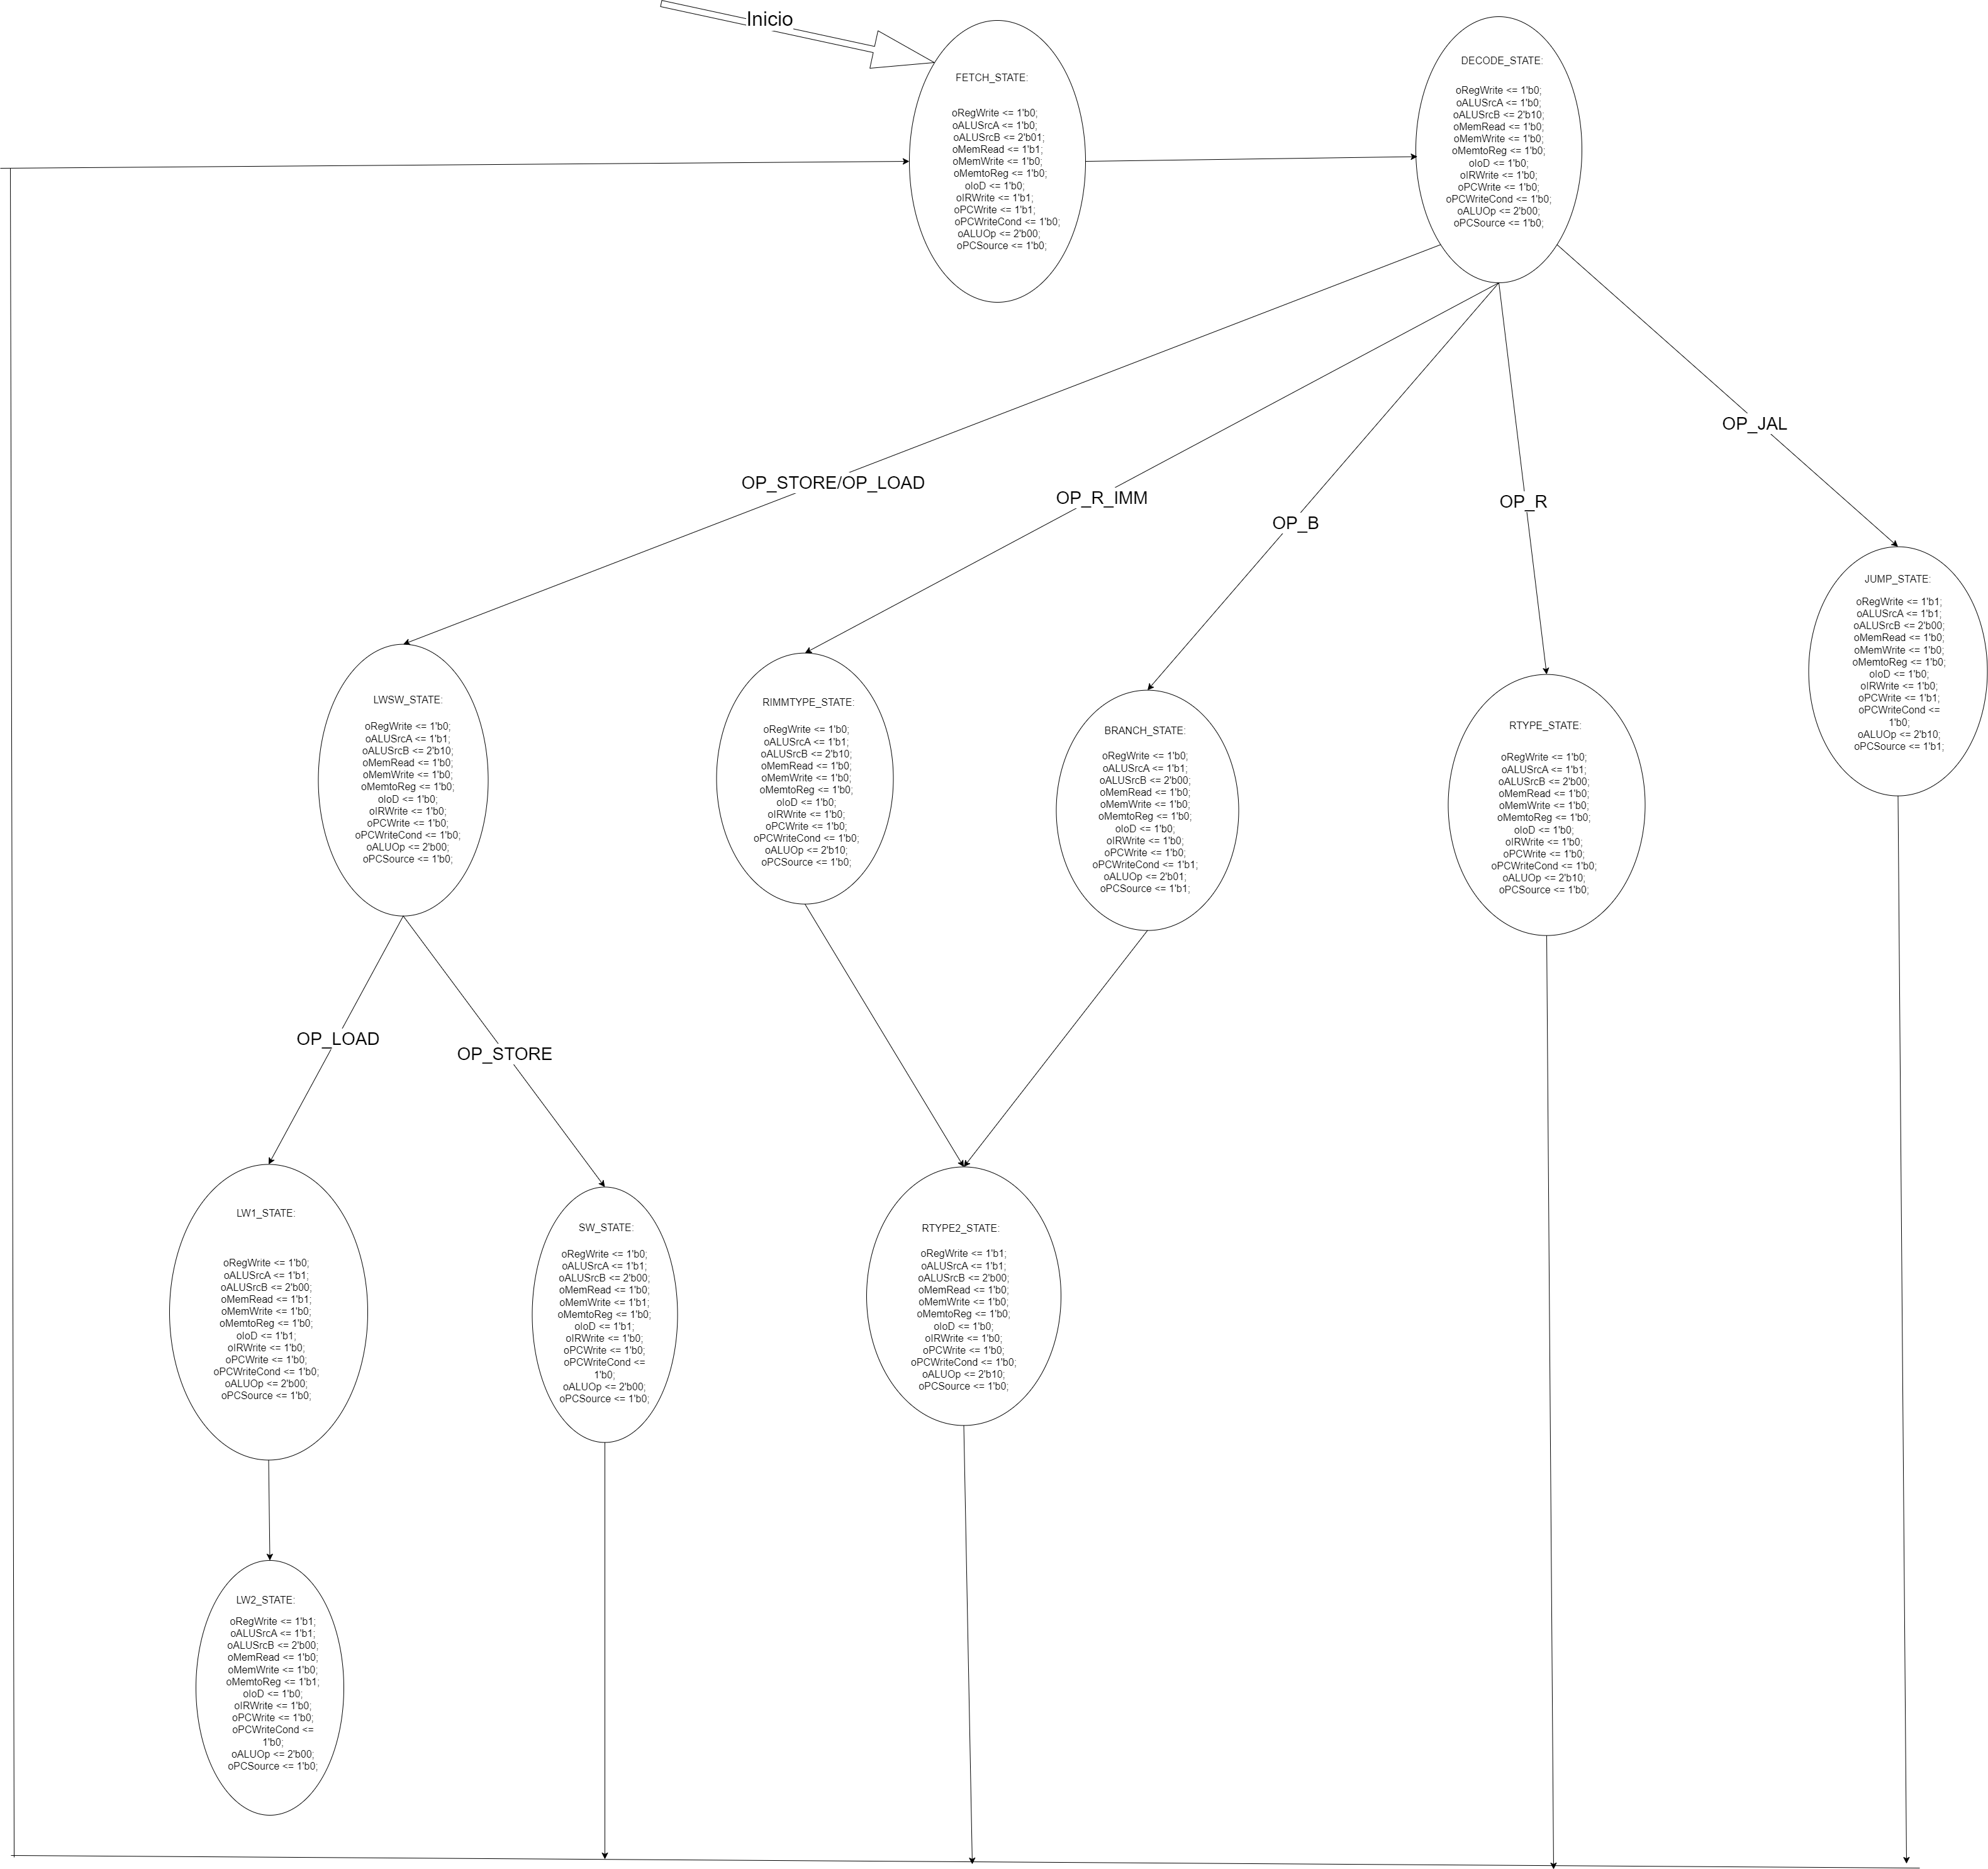 Inicio
FETCH_STATE:
oRegWrite <= 1'b0;
oALUSrcA <= 1'b0;
oALUSrcB <= 2'b01;
oMemRead <= 1'b1;
oMemWrite <= 1'b0;
oMemtoReg <= 1'b0;
oIoD <= 1'b0;
oIRWrite <= 1'b1;
oPCWrite <= 1'b1;
oPCWriteCond <= 1'b0;
oALUOp <= 2'b00;
oPCSource <= 1'b0;
DECODE_STATE:
oRegWrite <= 1'b0;
oALUSrcA <= 1'b0;
oALUSrcB <= 2'b10;
oMemRead <= 1'b0;
oMemWrite <= 1'b0;
oMemtoReg <= 1'b0;
oIoD <= 1'b0;
oIRWrite <= 1'b0;
oPCWrite <= 1'b0;
oPCWriteCond <= 1'b0;
oALUOp <= 2'b00;
oPCSource <= 1'b0;
OP_STORE/OP_LOAD
OP_R_IMM
OP_B
OP_R
OP_JAL
LWSW_STATE:
oRegWrite <= 1'b0;
oALUSrcA <= 1'b1;
oALUSrcB <= 2'b10;
oMemRead <= 1'b0;
oMemWrite <= 1'b0;
oMemtoReg <= 1'b0;
oIoD <= 1'b0;
oIRWrite <= 1'b0;
oPCWrite <= 1'b0;
oPCWriteCond <= 1'b0;
oALUOp <= 2'b00;
oPCSource <= 1'b0;
RIMMTYPE_STATE:
oRegWrite <= 1'b0;
oALUSrcA <= 1'b1;
oALUSrcB <= 2'b10;
oMemRead <= 1'b0;
oMemWrite <= 1'b0;
oMemtoReg <= 1'b0;
oIoD <= 1'b0;
oIRWrite <= 1'b0;
oPCWrite <= 1'b0;
oPCWriteCond <= 1'b0;
oALUOp <= 2'b10;
oPCSource <= 1'b0;
BRANCH_STATE:
oRegWrite <= 1'b0;
oALUSrcA <= 1'b1;
oALUSrcB <= 2'b00;
oMemRead <= 1'b0;
oMemWrite <= 1'b0;
oMemtoReg <= 1'b0;
oIoD <= 1'b0;
oIRWrite <= 1'b0;
oPCWrite <= 1'b0;
oPCWriteCond <= 1'b1;
oALUOp <= 2'b01;
oPCSource <= 1'b1;
RTYPE_STATE:
oRegWrite <= 1'b0;
oALUSrcA <= 1'b1;
oALUSrcB <= 2'b00;
oMemRead <= 1'b0;
oMemWrite <= 1'b0;
oMemtoReg <= 1'b0;
oIoD <= 1'b0;
oIRWrite <= 1'b0;
oPCWrite <= 1'b0;
oPCWriteCond <= 1'b0;
oALUOp <= 2'b10;
oPCSource <= 1'b0;
JUMP_STATE:
oRegWrite <= 1'b1;
oALUSrcA <= 1'b1;
oALUSrcB <= 2'b00;
oMemRead <= 1'b0;
oMemWrite <= 1'b0;
oMemtoReg <= 1'b0;
oIoD <= 1'b0;
oIRWrite <= 1'b0;
oPCWrite <= 1'b1;
oPCWriteCond <=
1'b0;
oALUOp <= 2'b10;
oPCSource <= 1'b1;
OP_LOAD
OP_STORE
LW1_STATE:
oRegWrite <= 1'b0;
oALUSrcA <= 1'b1;
oALUSrcB <= 2'b00;
oMemRead <= 1'b1;
oMemWrite <= 1'b0;
oMemtoReg <= 1'b0;
oIoD <= 1'b1;
oIRWrite <= 1'b0;
oPCWrite <= 1'b0;
oPCWriteCond <= 1'b0;
oALUOp <= 2'b00;
oPCSource <= 1'b0;
SW_STATE:
oRegWrite <= 1'b0;
oALUSrcA <= 1'b1;
oALUSrcB <= 2'b00;
oMemRead <= 1'b0;
oMemWrite <= 1'b1;
oMemtoReg <= 1'b0;
oIoD <= 1'b1;
oIRWrite <= 1'b0;
oPCWrite <= 1'b0;
oPCWriteCond <=
1'b0;
oALUOp <= 2'b00;
oPCSource <= 1'b0;
RTYPE2_STATE:
oRegWrite <= 1'b1;
oALUSrcA <= 1'b1;
oALUSrcB <= 2'b00;
oMemRead <= 1'b0;
oMemWrite <= 1'b0;
oMemtoReg <= 1'b0;
oIoD <= 1'b0;
oIRWrite <= 1'b0;
oPCWrite <= 1'b0;
oPCWriteCond <= 1'b0;
oALUOp <= 2'b10;
oPCSource <= 1'b0;
LW2_STATE:
oRegWrite <= 1'b1;
oALUSrcA <= 1'b1;
oALUSrcB <= 2'b00;
oMemRead <= 1'b0;
oMemWrite <= 1'b0;
oMemtoReg <= 1'b1;
oIoD <= 1'b0;
oIRWrite <= 1'b0;
oPCWrite <= 1'b0;
oPCWriteCond <=
1'b0;
oALUOp <= 2'b00;
oPCSource <= 1'b0;